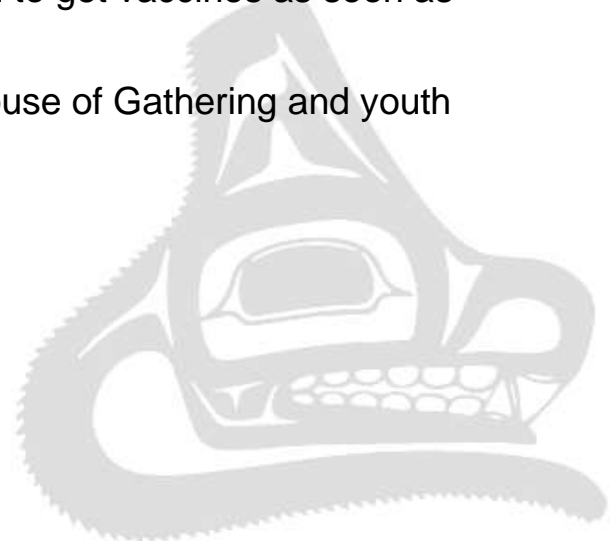 to get vaccines as soon as
use of Gathering and youth